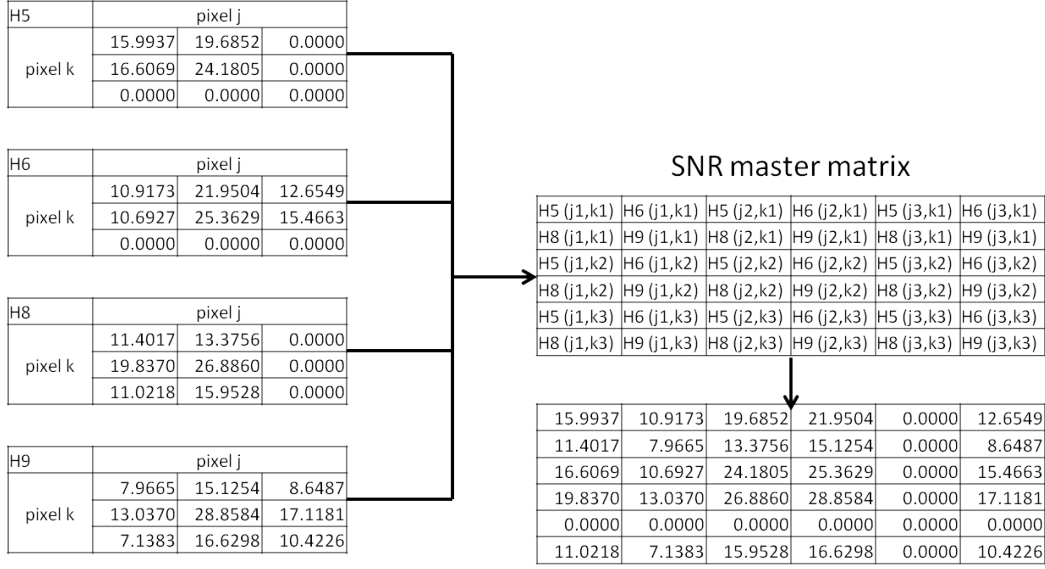 H5 pixel j
15.9937 19.6852 0.0000
pixel k 16.6069 24.1805 0.0000
0.0000 0.0000 0.0000
H6 pixel j
10.9173 21.9504 12.6549
pixel k 10.6927 25.3629 15.4663
0.0000 0.0000 0.0000
H8 pixel j
11.4017 13.3756 0.0000
pixel k 19.8370 26.8860 0.0000
11.0218 15.9528 0.0000
H9 pixel j
7.9665 15.1254 8.6487
pixel k 13.0370 28.8584 17.1181
7.1383 16.6298 10.4226
SNR master matrix
H5 (j1,k1) H6 (j1,k1) H5 (j2,k1) H6 (j2,k1) H5 (j3,k1) H6 (j3,k1)
H8 (j1,k1) H9 (j1,k1) H8 (j2,k1) H9 (j2,k1) H8 (j3,k1) H9 (j3,k1)
H5 (j1,k2) H6 (j1,k2) H5 (j2,k2) H6 (j2,k2) H5 (j3,k2) H6 (j3,k2)
H8 (j1,k2) H9 (j1,k2) H8 (j2,k2) H9 (j2,k2) H8 (j3,k2) H9 (j3,k2)
H5 (j1,k3) H6 (j1,k3) H5 (j2,k3) H6 (j2,k3) H5 (j3,k3) H6 (j3,k3)
H8 (j1,k3) H9 (j1,k3) H8 (j2,k3) H9 (j2,k3) H8 (j3,k3) H9 (j3,k3)
15.9937 10.9173 19.6852 21.9504 0.0000 12.6549
11.4017 7.9665 13.3756 15.1254 0.0000 8.6487
16.6069 10.6927 24.1805 25.3629 0.0000 15.4663
19.8370 13.0370 26.8860 28.8584 0.0000 17.1181
0.0000 0.0000 0.0000 0.0000 0.0000 0.0000
11.0218 7.1383 15.9528 16.6298 0.0000 10.4226